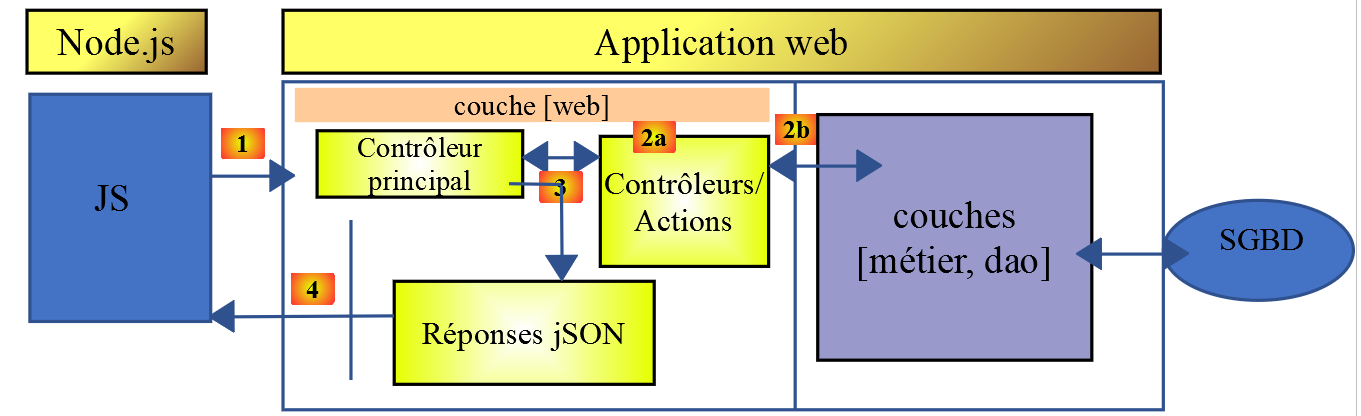 Node.js
Application web
couche [web]
1
JS
Contrôleur
principal
2a
2b
3
Contrôleurs/
Actions
couches
[métier, dao]
SGBD
4
Réponses jSON